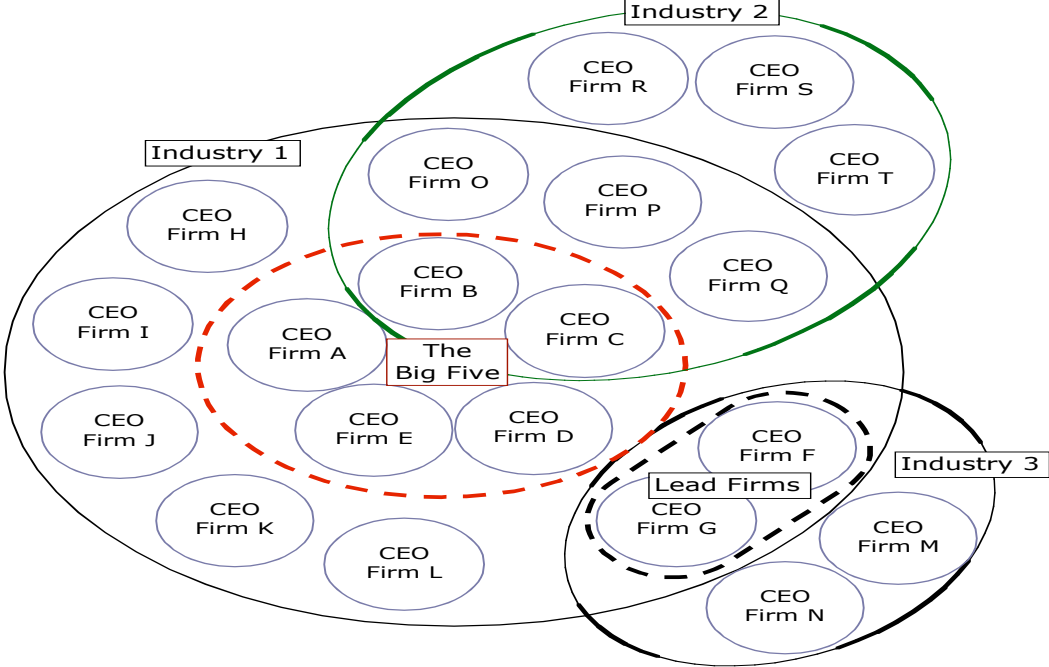 Industry 2
CEO
Firm R
CEO
Firm S
Industry 1
CEO
Firm O
CEO
Firm T
CEO
Firm P
CEO
Firm H
CEO
Firm B
CEO
Firm Q
CEO
Firm I
CEO
Firm A
CEO
Firm C
The
Big Five
CEO
Firm J
CEO
Firm E
CEO
Firm D
CEO
Firm F
Industry 3
Lead Firms
CEO
Firm K
CEO
Firm G
CEO
Firm M
CEO
Firm L
CEO
Firm N